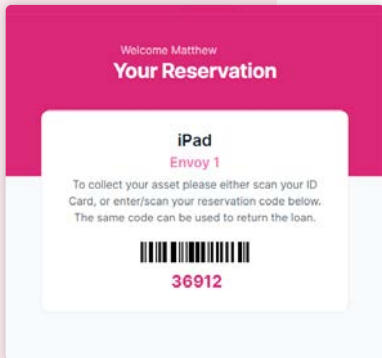 Welcome Matthew
Your Reservation
iPad
Envoy 1
To collect your asset please either scan your ID
Card, or enter/scan your reservation code below.
The same code can be used to return the loan.
36912